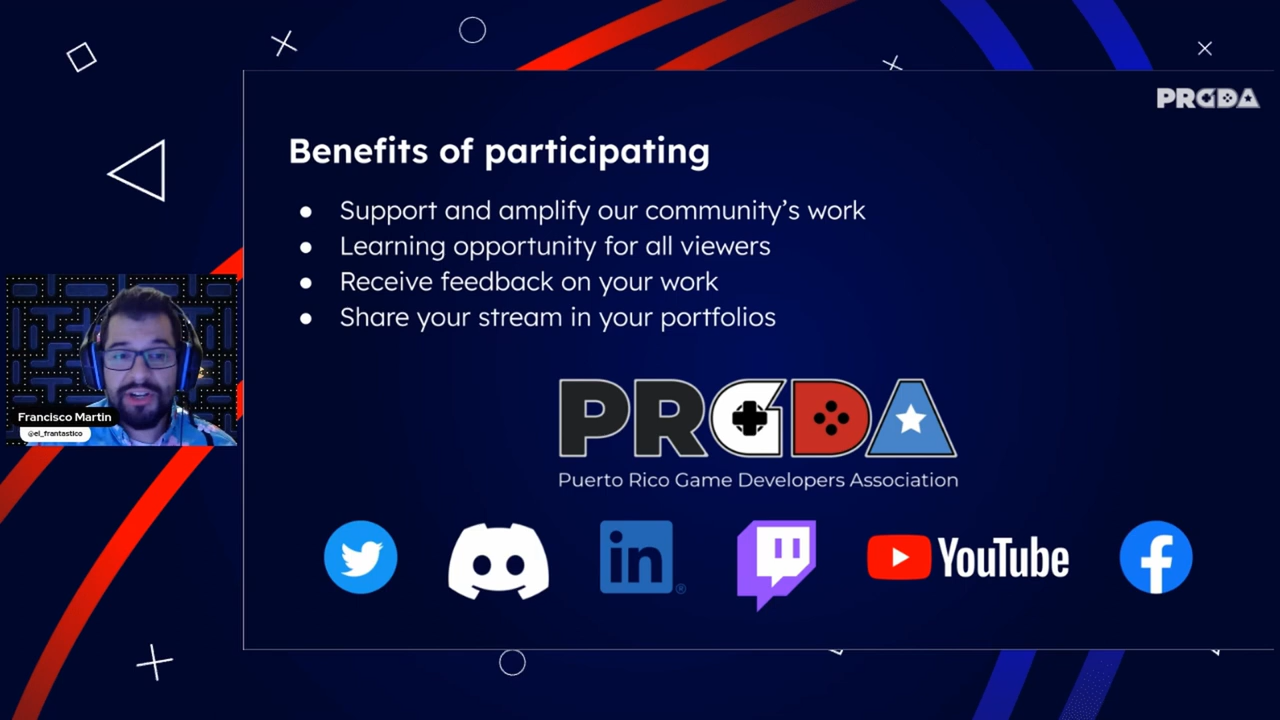 PRGDA
Benefits of participating
● Support and amplify our community’s work
● Learning opportunity for all viewers
● Receive feedback on your work
● Share your stream in your portfolios
Francisco Martin
@el_frantastico
PRGDA
Puerto Rico Game Developers Association
in®
YouTube
f